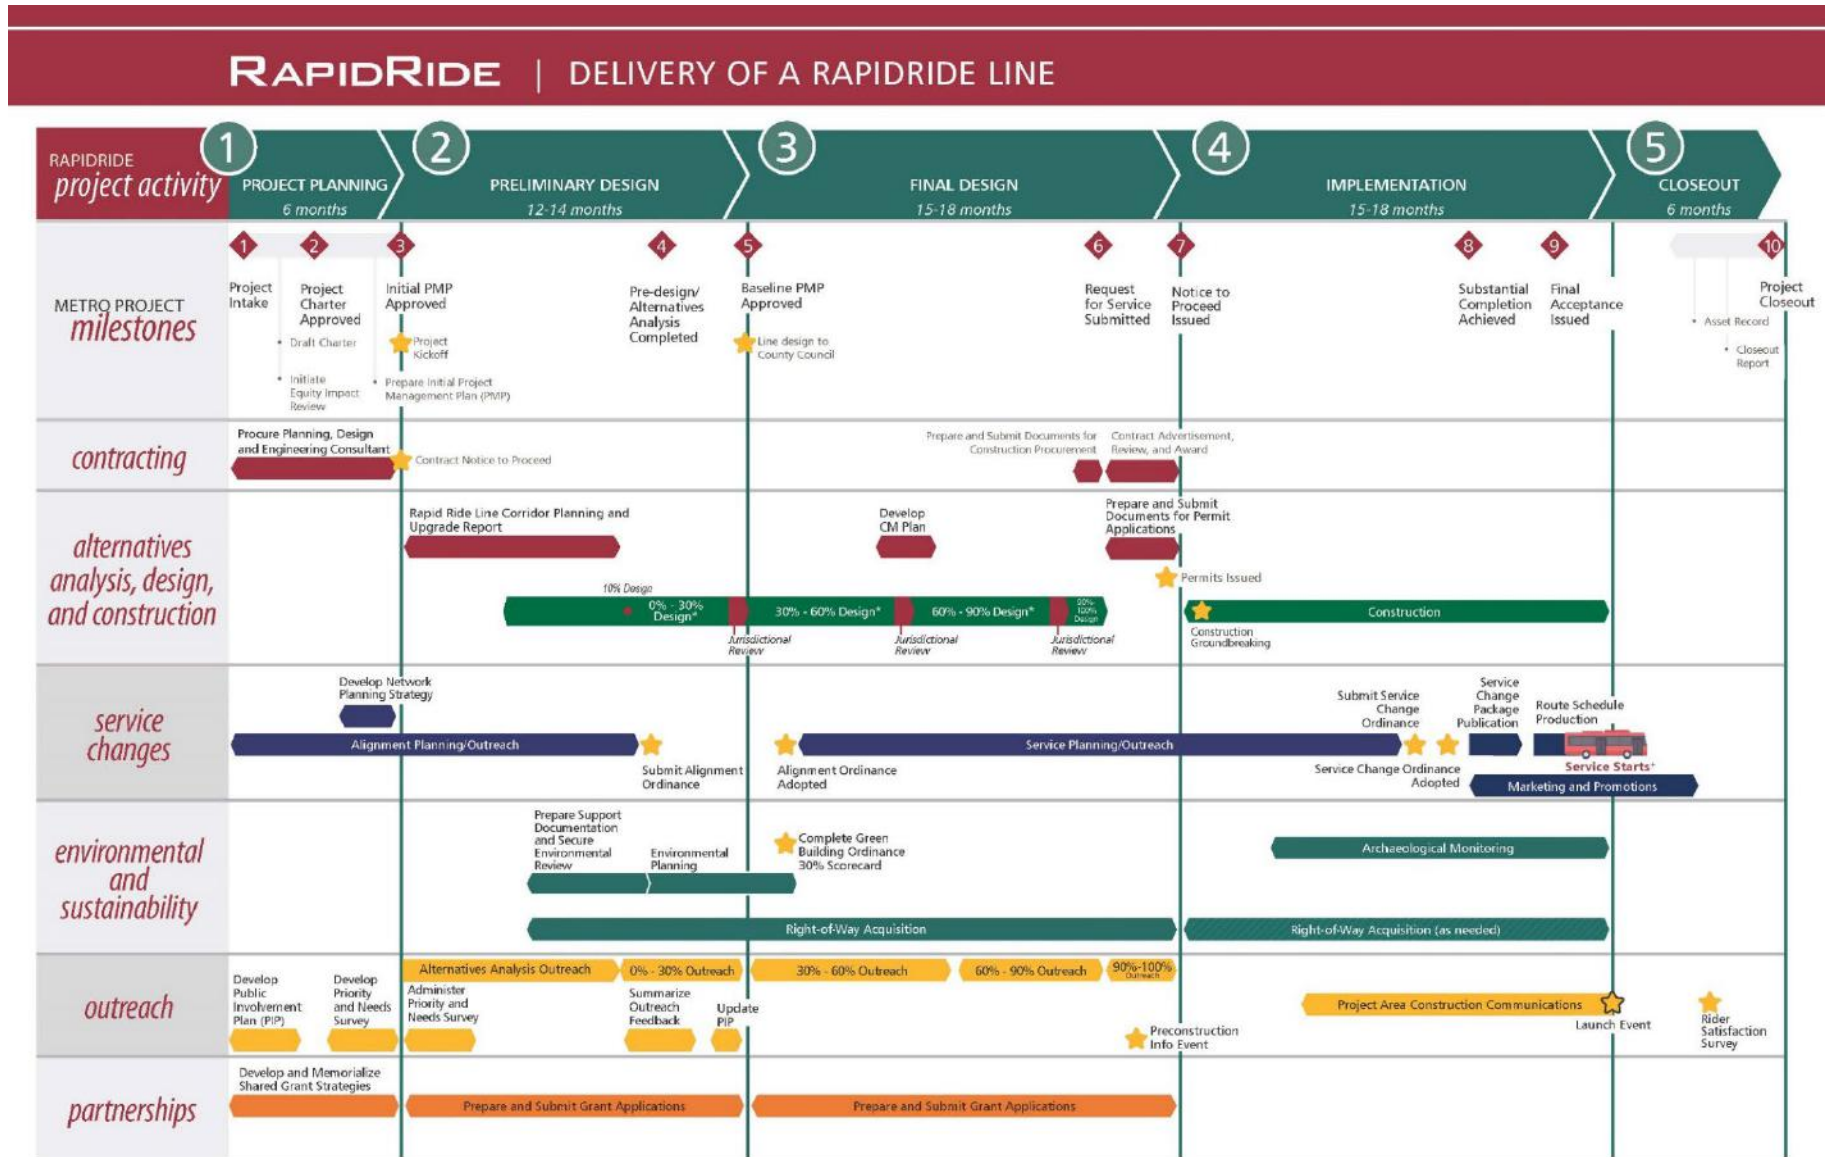 RAPIDRIDE | DELIVERY OF A RAPIDRIDE LINE
RAPIDRIDE
project activity
1
PROJECT PLANNING
6 months
2
PRELIMINARY DESIGN
12-14 months
3
FINAL DESIGN
15-18 months
4
IMPLEMENTATION
15-18 months
5
CLOSEOUT
6 months
METRO PROJECT
milestones
1
Project
Intake
2
Project
Charter
Approved
Draft Charter
Initiate
Equity Impact
Review
3
Initial PMP
Approved
Project
Kickoff
Prepare Initial Project
Management Plan (PMP)
4
Pre-design/
Alternatives
Analysis
Completed
5
Baseline PMP
Approved
Line design to
County Council
6
Request
for Service
Submitted
7
Notice to
Proceed
Issued
8
Substantial
Completion
Achieved
9
Final
Acceptance
Issued
10
Project
Closeout
Asset Record
Closeout
Report
contracting
Procure Planning, Design
and Engineering Consultant
Contract Notice to Proceed
Prepare and Submit Documents for
Construction Procurement
Contract Advertisement,
Review, and Award
alternatives
analysis, design,
and construction
Rapid Ride Line Corridor Planning and
Upgrade Report
Develop
CM Plan
Prepare and Submit
Documents for Permit
Applications
Permits Issued
10% Design
0% - 30%
Design*
30% - 60% Design*
60% - 90% Design*
90%-
100%
Design
Jurisdictional
Review
Jurisdictional
Review
Jurisdictional
Review
Construction
Construction
Groundbreaking
service
changes
Develop Network
Planning Strategy
Alignment Planning/Outreach
Submit Alignment
Ordinance
Alignment Ordinance
Adopted
Service Planning/Outreach
Submit Service
Change
Ordinance
Service Change Ordinance
Adopted
Service
Change
Package
Publication
Route Schedule
Production
Service Starts⁺
Marketing and Promotions
environmental
and
sustainability
Prepare Support
Documentation
and Secure
Environmental
Review
Environmental
Planning
Complete Green
Building Ordinance
30% Scorecard
Archaeological Monitoring
Right-of-Way Acquisition
Right-of-Way Acquisition (as needed)
outreach
Develop
Public
Involvement
Plan (PIP)
Develop
Priority
and Needs
Survey
Alternatives Analysis Outreach
Administer
Priority and
Needs Survey
0% - 30% Outreach
Summarize
Outreach
Feedback
Update
PIP
30% - 60% Outreach
60% - 90% Outreach
90%-100%
Outreach
Preconstruction
Info Event
Project Area Construction Communications
Launch Event
Rider
Satisfaction
Survey
partnerships
Develop and Memorialize
Shared Grant Strategies
Prepare and Submit Grant Applications
Prepare and Submit Grant Applications